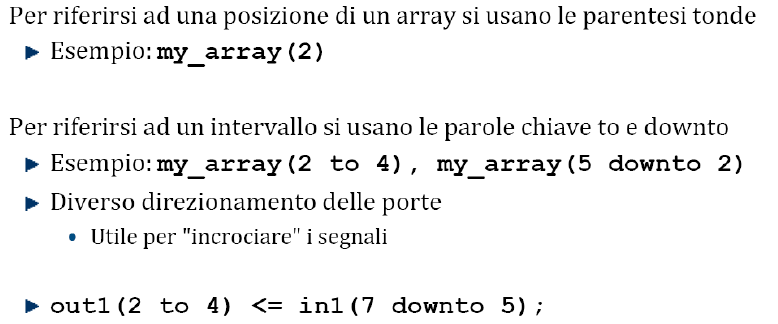 Per riferirsi ad una posizione di un array si usano le parentesi tonde
Esempio: my_array(2)
Per riferirsi ad un intervallo si usano le parole chiave to e downto
Esempio: my_array(2 to 4), my_array(5 downto 2)
Diverso direzionamento delle porte
Utile per "incrociare" i segnali
out1(2 to 4) <= in1(7 downto 5);